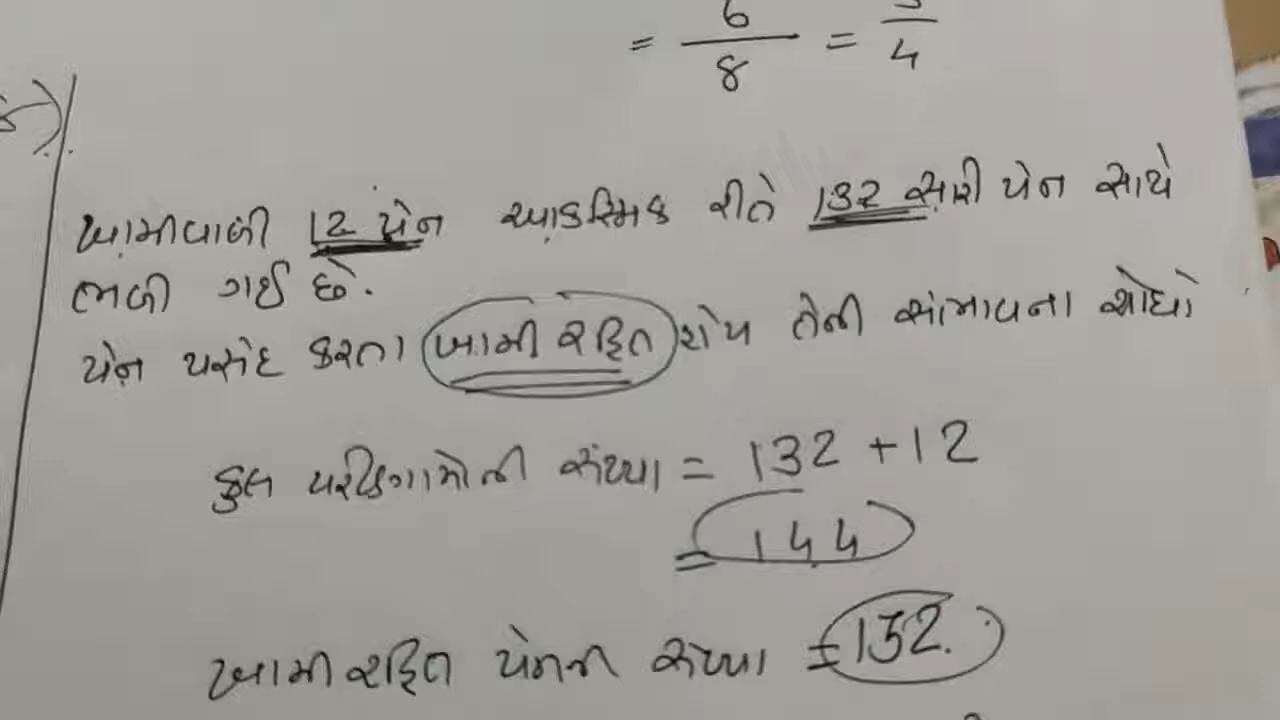 = 6/8 = 3/4
ખામીવાળી 12 પેન આકસ્મિક રીતે 132 સારી પેન સાથે
ભળી ગઈ છે.
પેન પસંદ કરતા ખામી રહિત હોય તેની સંભાવના શોધો
કુલ પરિણામોની સંખ્યા = 132 + 12
= 144
ખામી રહિત પેનની સંખ્યા = 132.